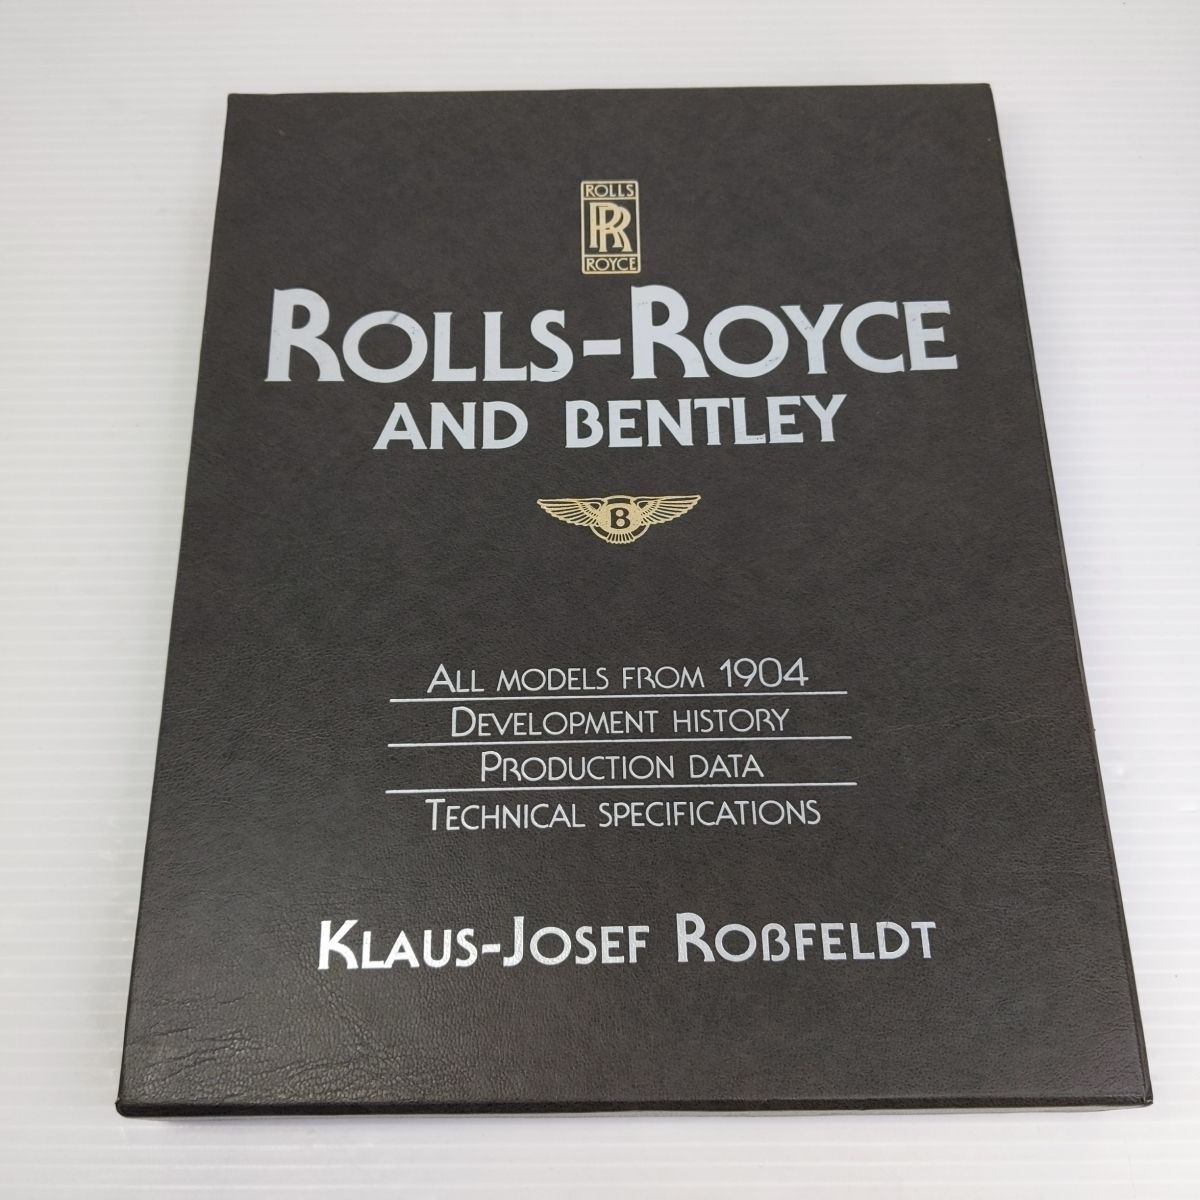 ROLLS
RR
ROYCE
ROLLS-ROYCE
AND BENTLEY
B
ALL MODELS FROM 1904
DEVELOPMENT HISTORY
PRODUCTION DATA
TECHNICAL SPECIFICATIONS
KLAUS-JOSEF ROßFELDT